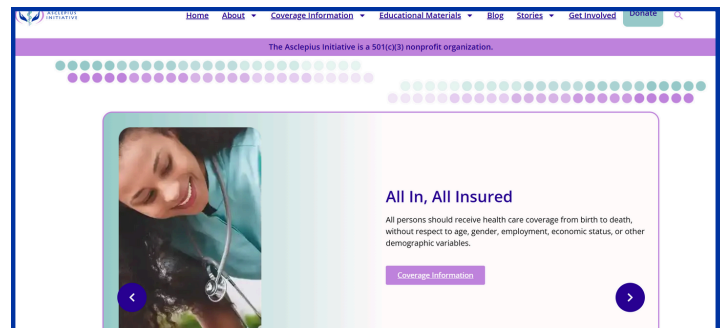 ASCLEPIUS
INITIATIVE
Home About Coverage Information Educational Materials Blog Stories Get Involved Donate
The Asclepius Initiative is a 501(c)(3) nonprofit organization.
All In, All Insured
All persons should receive health care coverage from birth to death,
without respect to age, gender, employment, economic status, or other
demographic variables.
Coverage Information